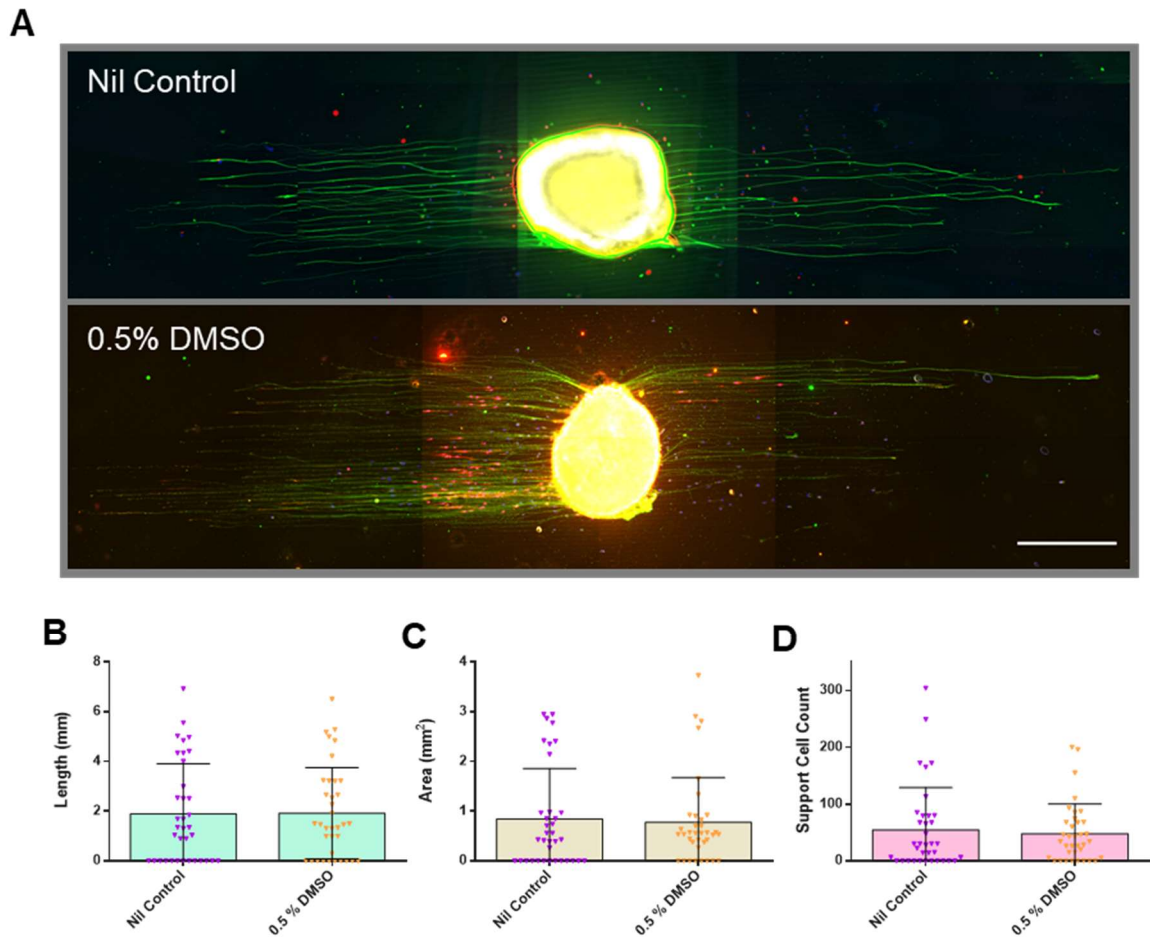 A
Nil Control
0.5% DMSO
B
C
D
8
6
4
2
0
Length (mm)
Nil Control
0.5 % DMSO
4
3
2
1
0
Area (mm²)
Nil Control
0.5 % DMSO
300
200
100
0
Support Cell Count
Nil Control
0.5 % DMSO